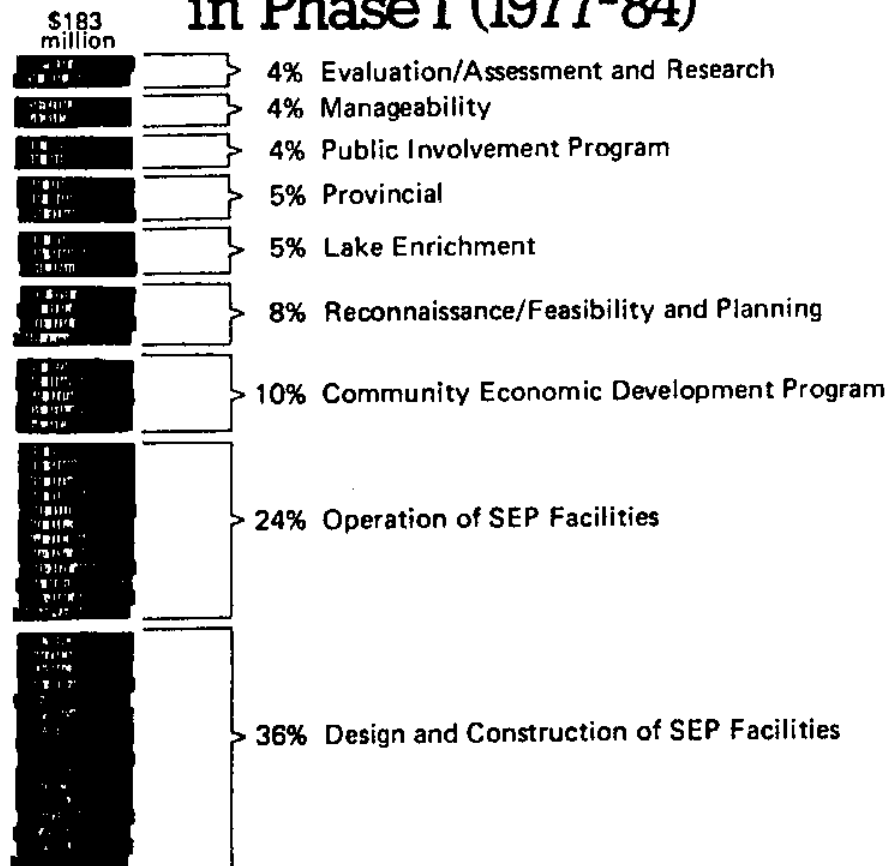 in Phase I (1977-84)
$183
million
4% Evaluation/Assessment and Research
4% Manageability
4% Public Involvement Program
5% Provincial
5% Lake Enrichment
8% Reconnaissance/Feasibility and Planning
10% Community Economic Development Program
24% Operation of SEP Facilities
36% Design and Construction of SEP Facilities